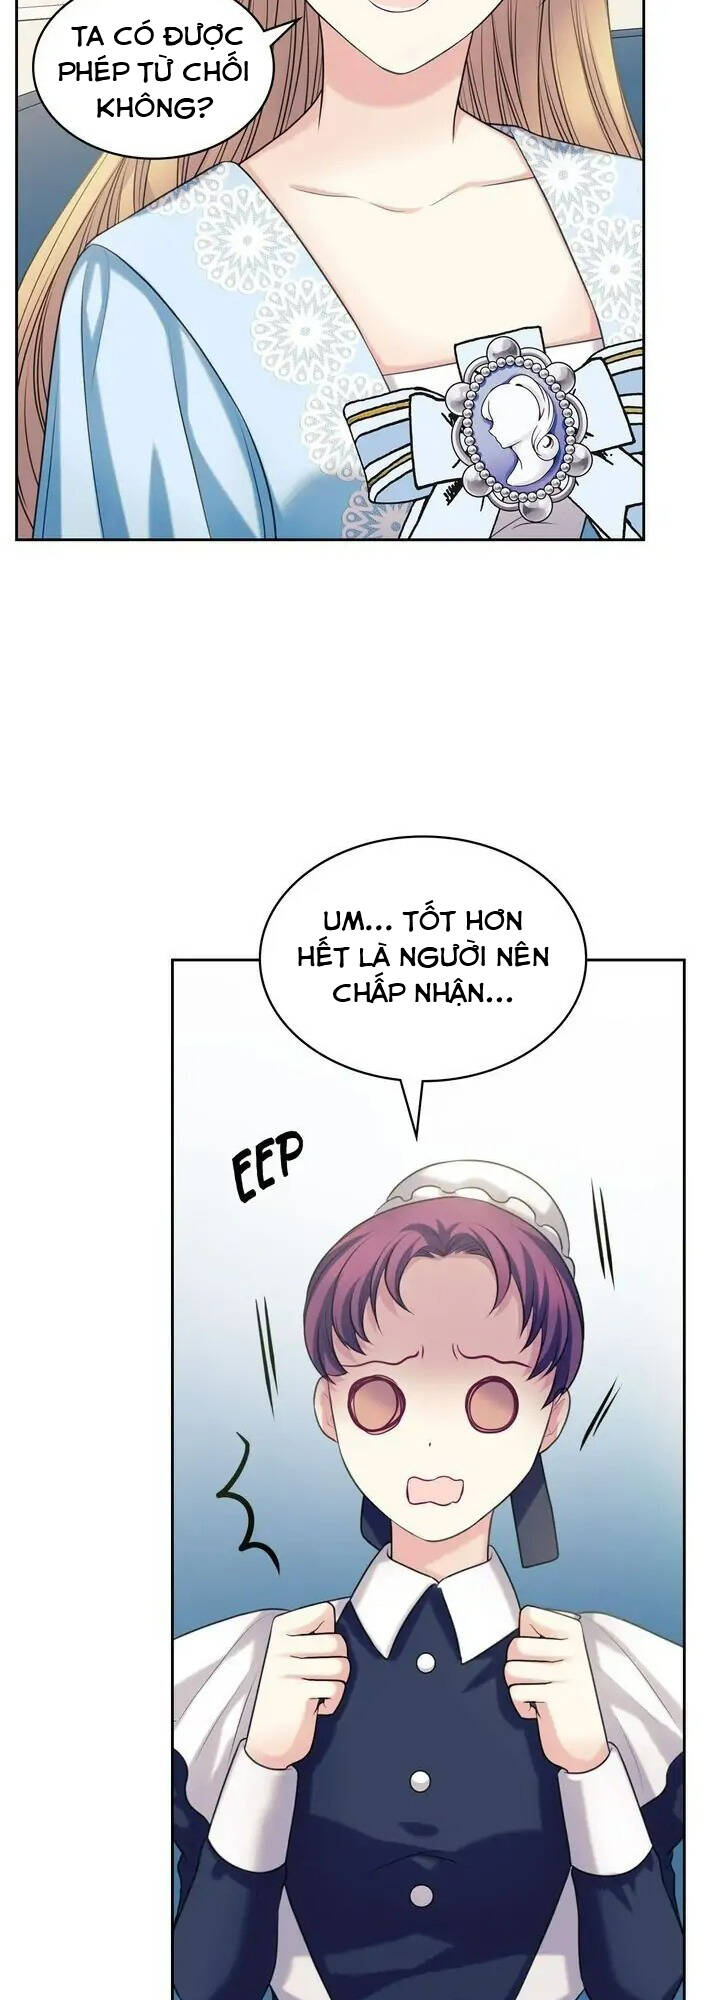 TA CÓ ĐƯỢC
PHÉP TỪ CHỐI
KHÔNG?
UM... TỐT HƠN
HẾT LÀ NGƯỜI NÊN
CHẤP NHẬN...
EEP